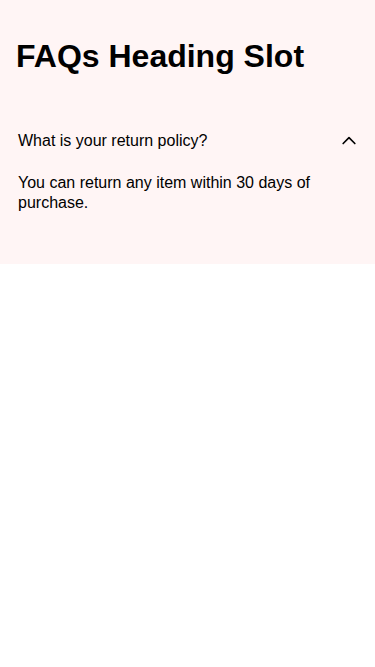 FAQs Heading Slot
What is your return policy?
You can return any item within 30 days of
purchase.